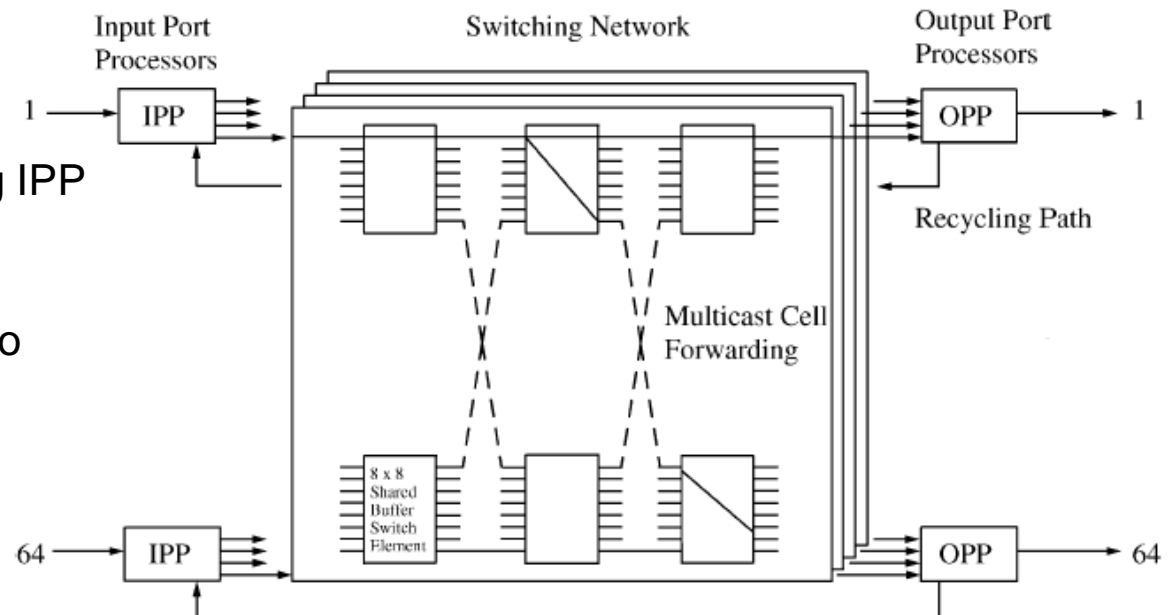 Input Port
Processors
Switching Network
Output Port
Processors
1
IPP
OPP
1
g IPP
Recycling Path
o
Multicast Cell
Forwarding
8 x 8
Shared
Buffer
Switch
Element
64
IPP
OPP
64